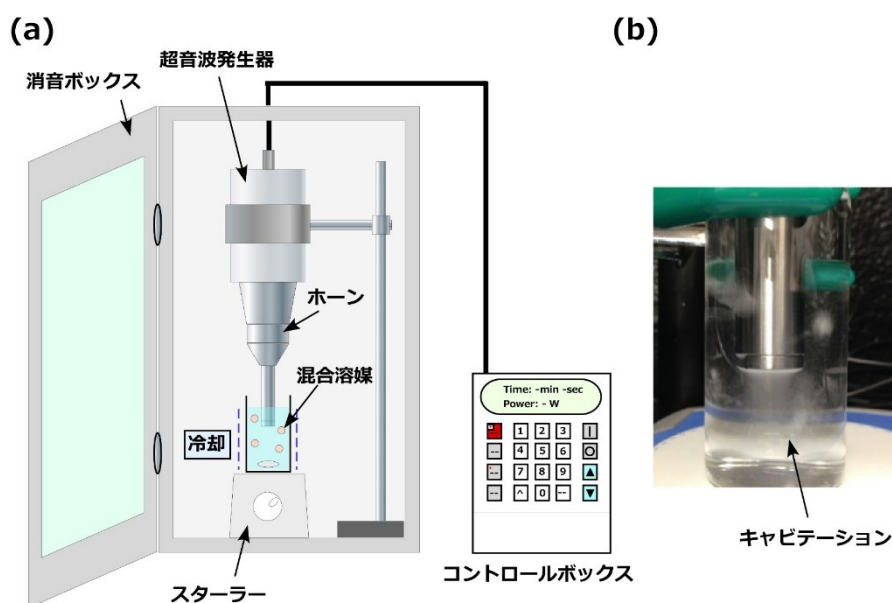 (a)
(b)
消音ボックス
超音波発生器
ホーン
混合溶媒
冷却
スターラー
Time: -min -sec
Power: - W
1 2 3
-- 4 5 6
-- 7 8 9 ▲
-- ^ 0 -- ▼
コントロールボックス
キャビテーション